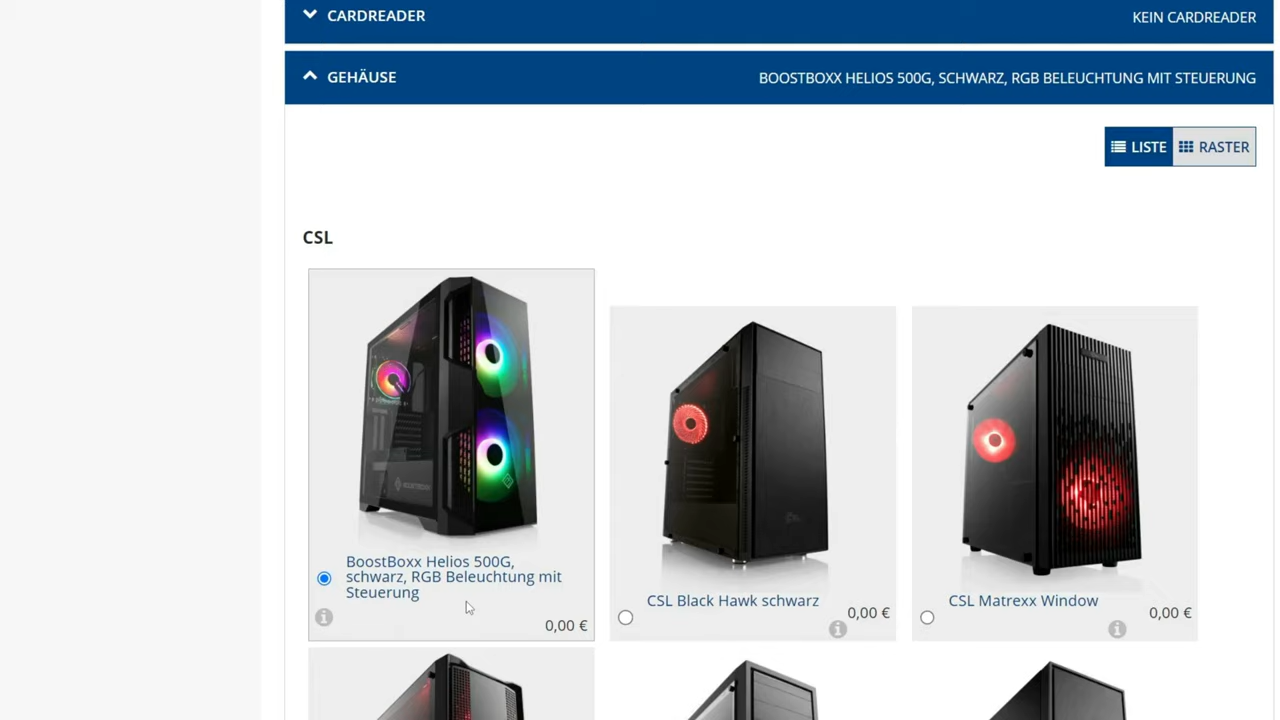 CARDREADER
KEIN CARDREADER
GEHÄUSE
BOOSTBOXX HELIOS 500G, SCHWARZ, RGB BELEUCHTUNG MIT STEUERUNG
LISTE
RASTER
CSL
BoostBoxx Helios 500G,
schwarz, RGB Beleuchtung mit
Steuerung
0,00 €
CSL Black Hawk schwarz
0,00 €
CSL Matrexx Window
0,00 €